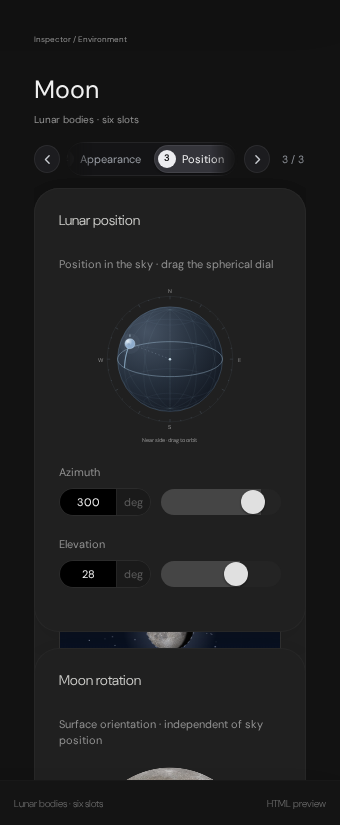 Inspector / Environment
Moon
Lunar bodies · six slots
Appearance
3 Position
3 / 3
Lunar position
Position in the sky · drag the spherical dial
N
W
E
S
Near side · drag to orbit
Azimuth
300 deg
Elevation
28 deg
Moon rotation
Surface orientation · independent of sky
position
Lunar bodies · six slots
HTML preview